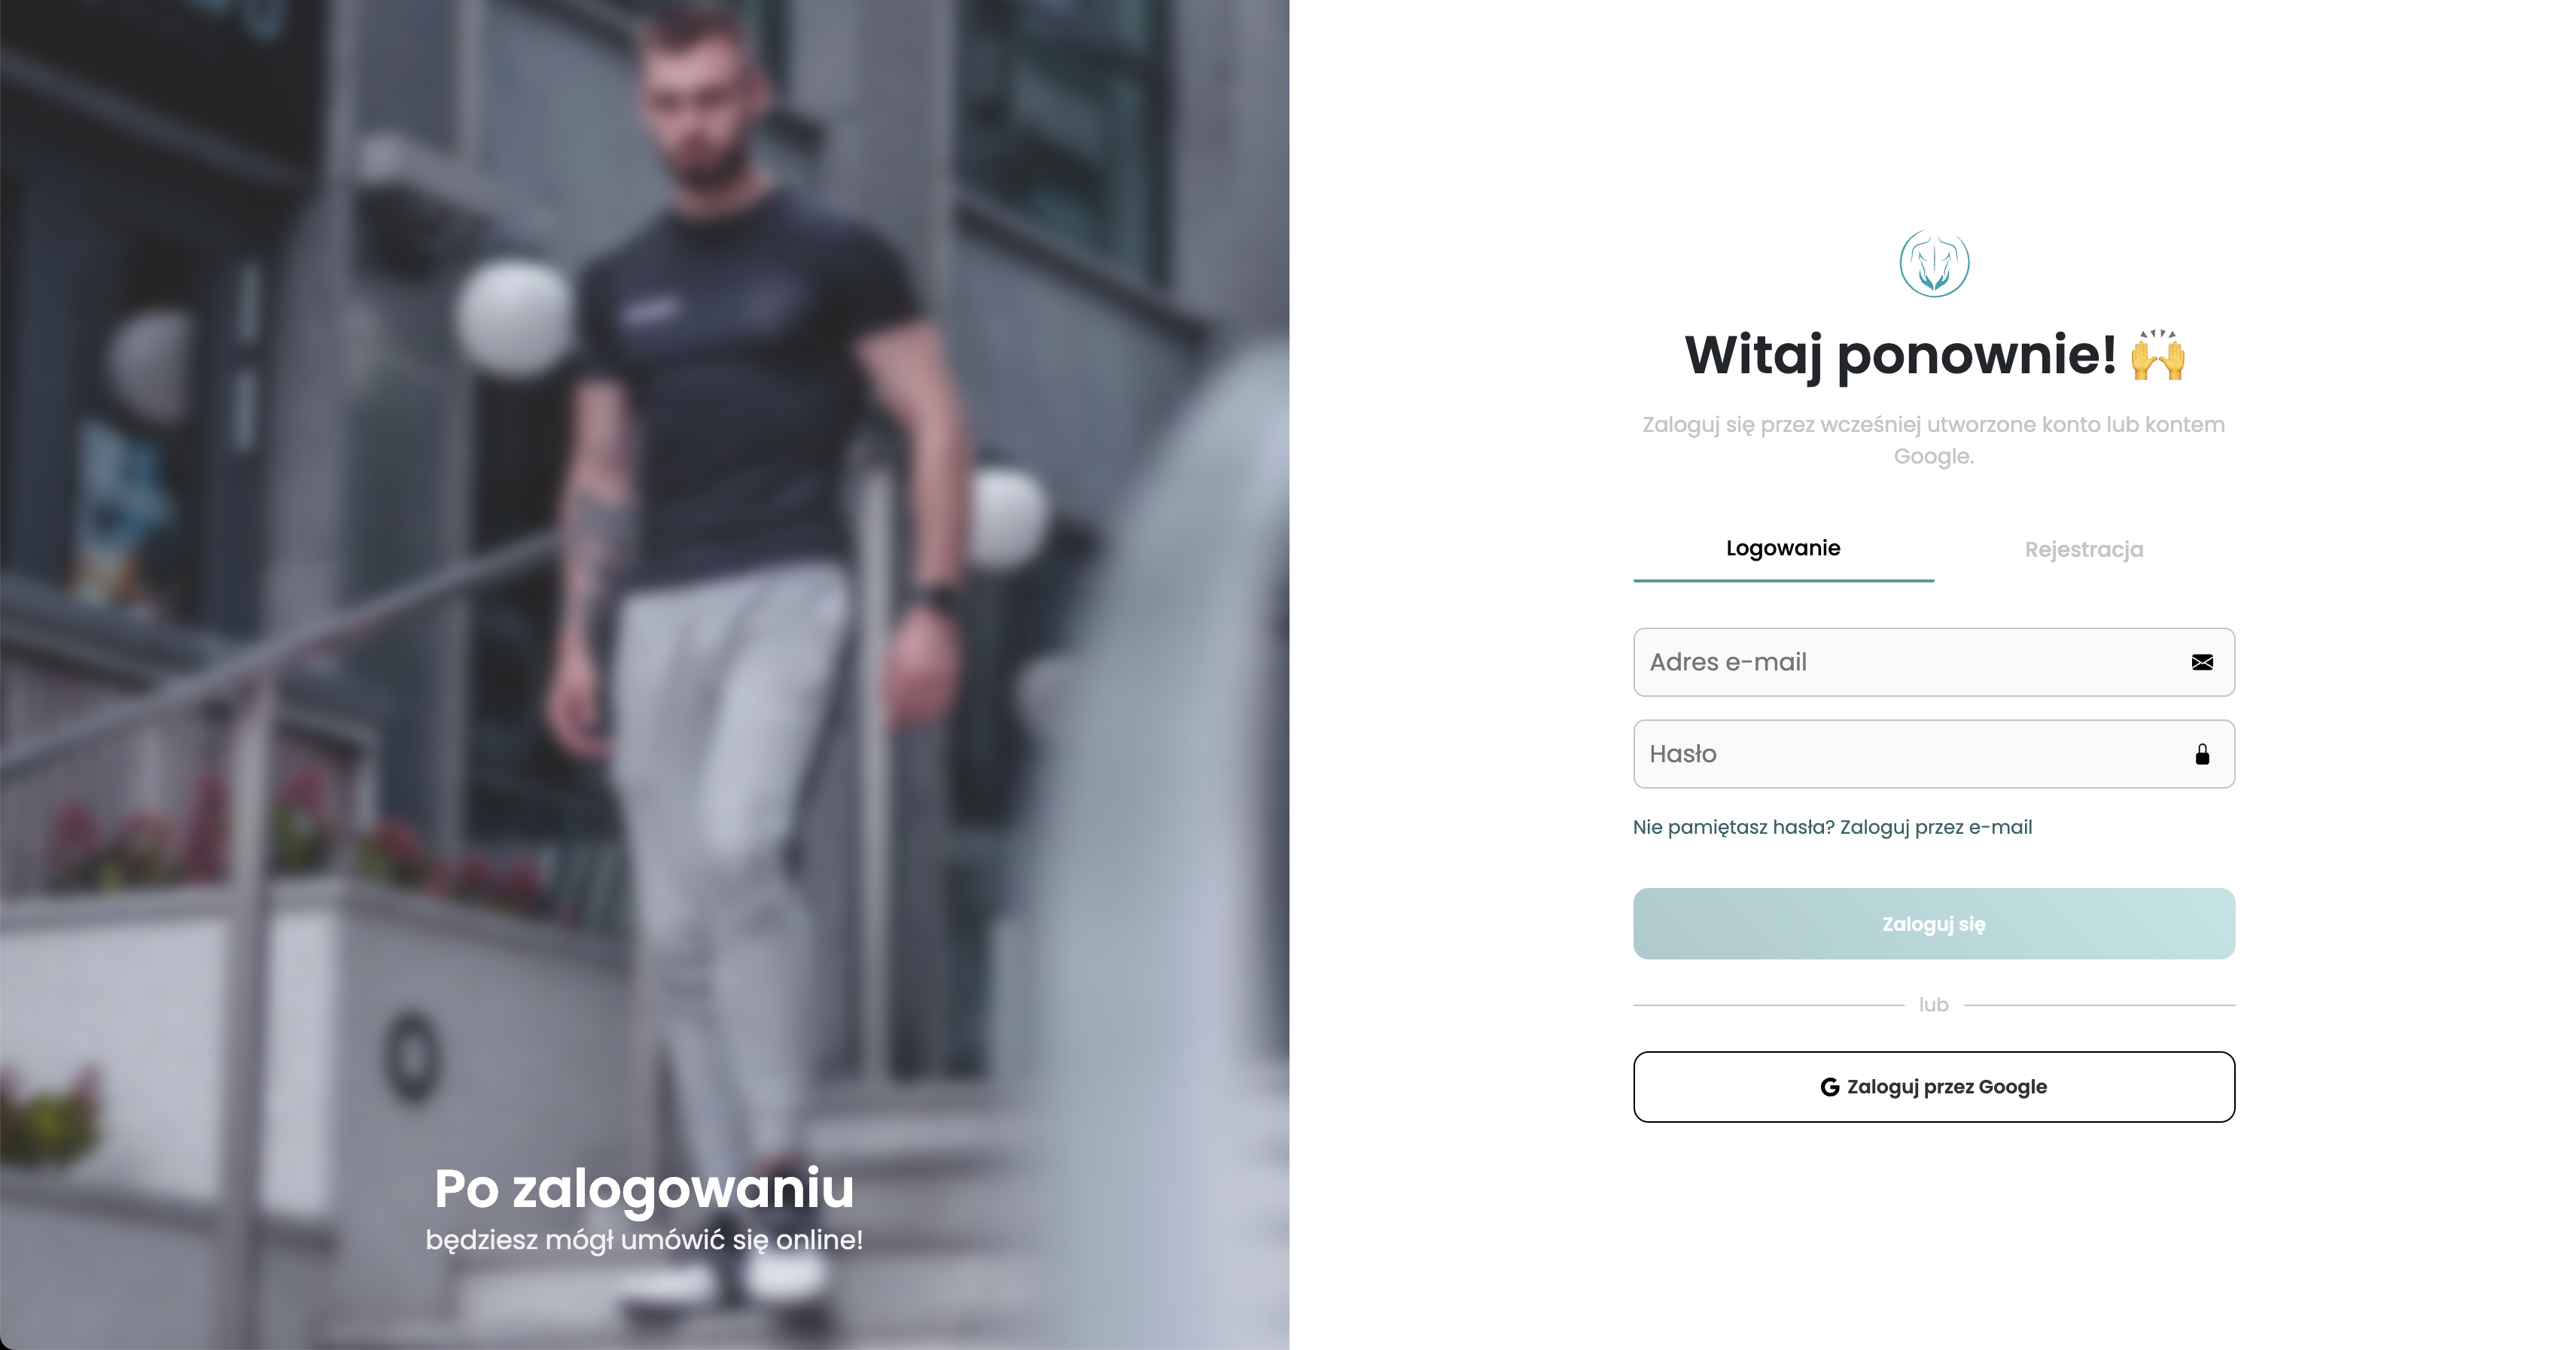 Po zalogowaniu
będziesz mógł umówić się online!
Witaj ponownie! 🙌
Zaloguj się przez wcześniej utworzone konto lub kontem
Google.
Logowanie
Rejestracja
Adres e-mail
Hasło
Nie pamiętasz hasła? Zaloguj przez e-mail
Zaloguj się
lub
Zaloguj przez Google